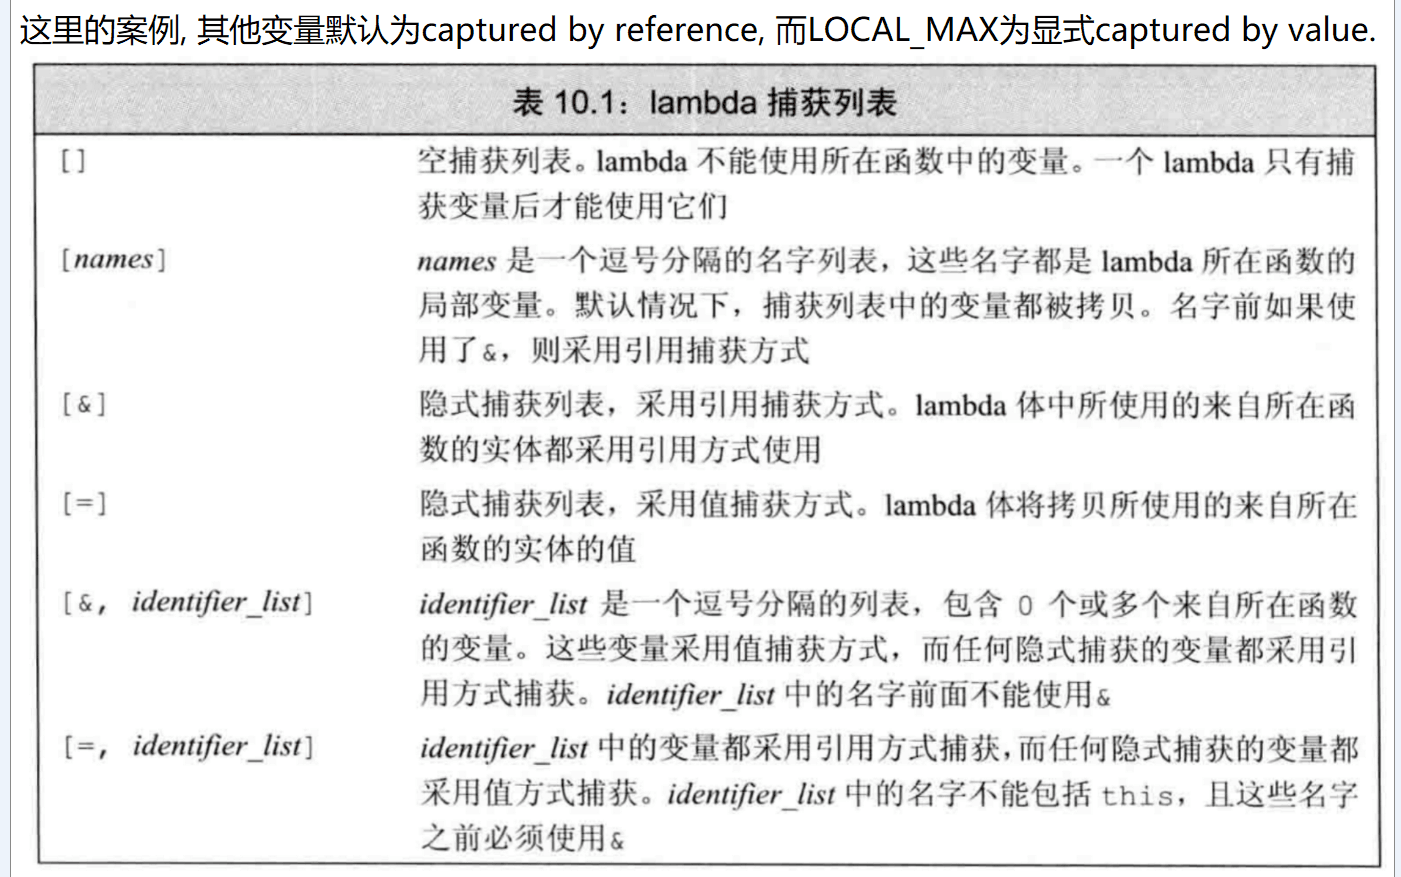 这里的案例, 其他变量默认为captured by reference, 而LOCAL_MAX为显式captured by value.
表 10.1：lambda 捕获列表
[]
空捕获列表。lambda 不能使用所在函数中的变量。一个 lambda 只有捕
获变量后才能使用它们
[names]
names 是一个逗号分隔的名字列表，这些名字都是 lambda 所在函数的
局部变量。默认情况下，捕获列表中的变量都被拷贝。名字前如果使
用了&，则采用引用捕获方式
[&]
隐式捕获列表，采用引用捕获方式。lambda 体中所使用的来自所在函
数的实体都采用引用方式使用
[=]
隐式捕获列表，采用值捕获方式。lambda 体将拷贝所使用的来自所在
函数的实体的值
[&, identifier_list]
identifier_list 是一个逗号分隔的列表，包含 0 个或多个来自所在函数
的变量。这些变量采用值捕获方式，而任何隐式捕获的变量都采用引
用方式捕获。identifier_list 中的名字前面不能使用&
[=, identifier_list]
identifier_list 中的变量都采用引用方式捕获，而任何隐式捕获的变量都
采用值方式捕获。identifier_list 中的名字不能包括 this，且这些名字
之前必须使用&